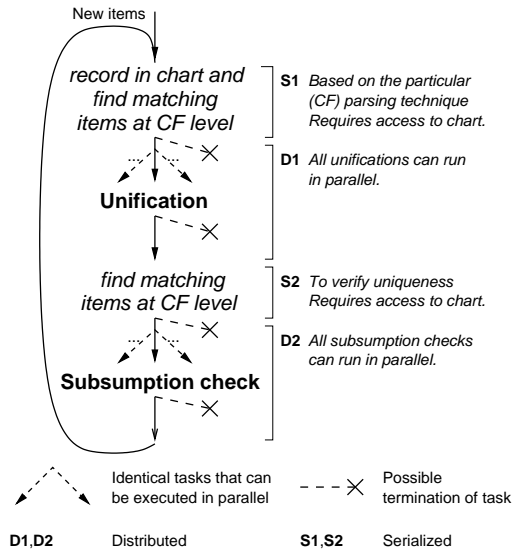 New items
record in chart and
find matching
items at CF level
S1 Based on the particular
(CF) parsing technique
Requires access to chart.
... ...
D1 All unifications can run
in parallel.
Unification
find matching
items at CF level
S2 To verify uniqueness
Requires access to chart.
... ...
D2 All subsumption checks
can run in parallel.
Subsumption check
Identical tasks that can
be executed in parallel
Possible
termination of task
D1,D2 Distributed
S1,S2 Serialized